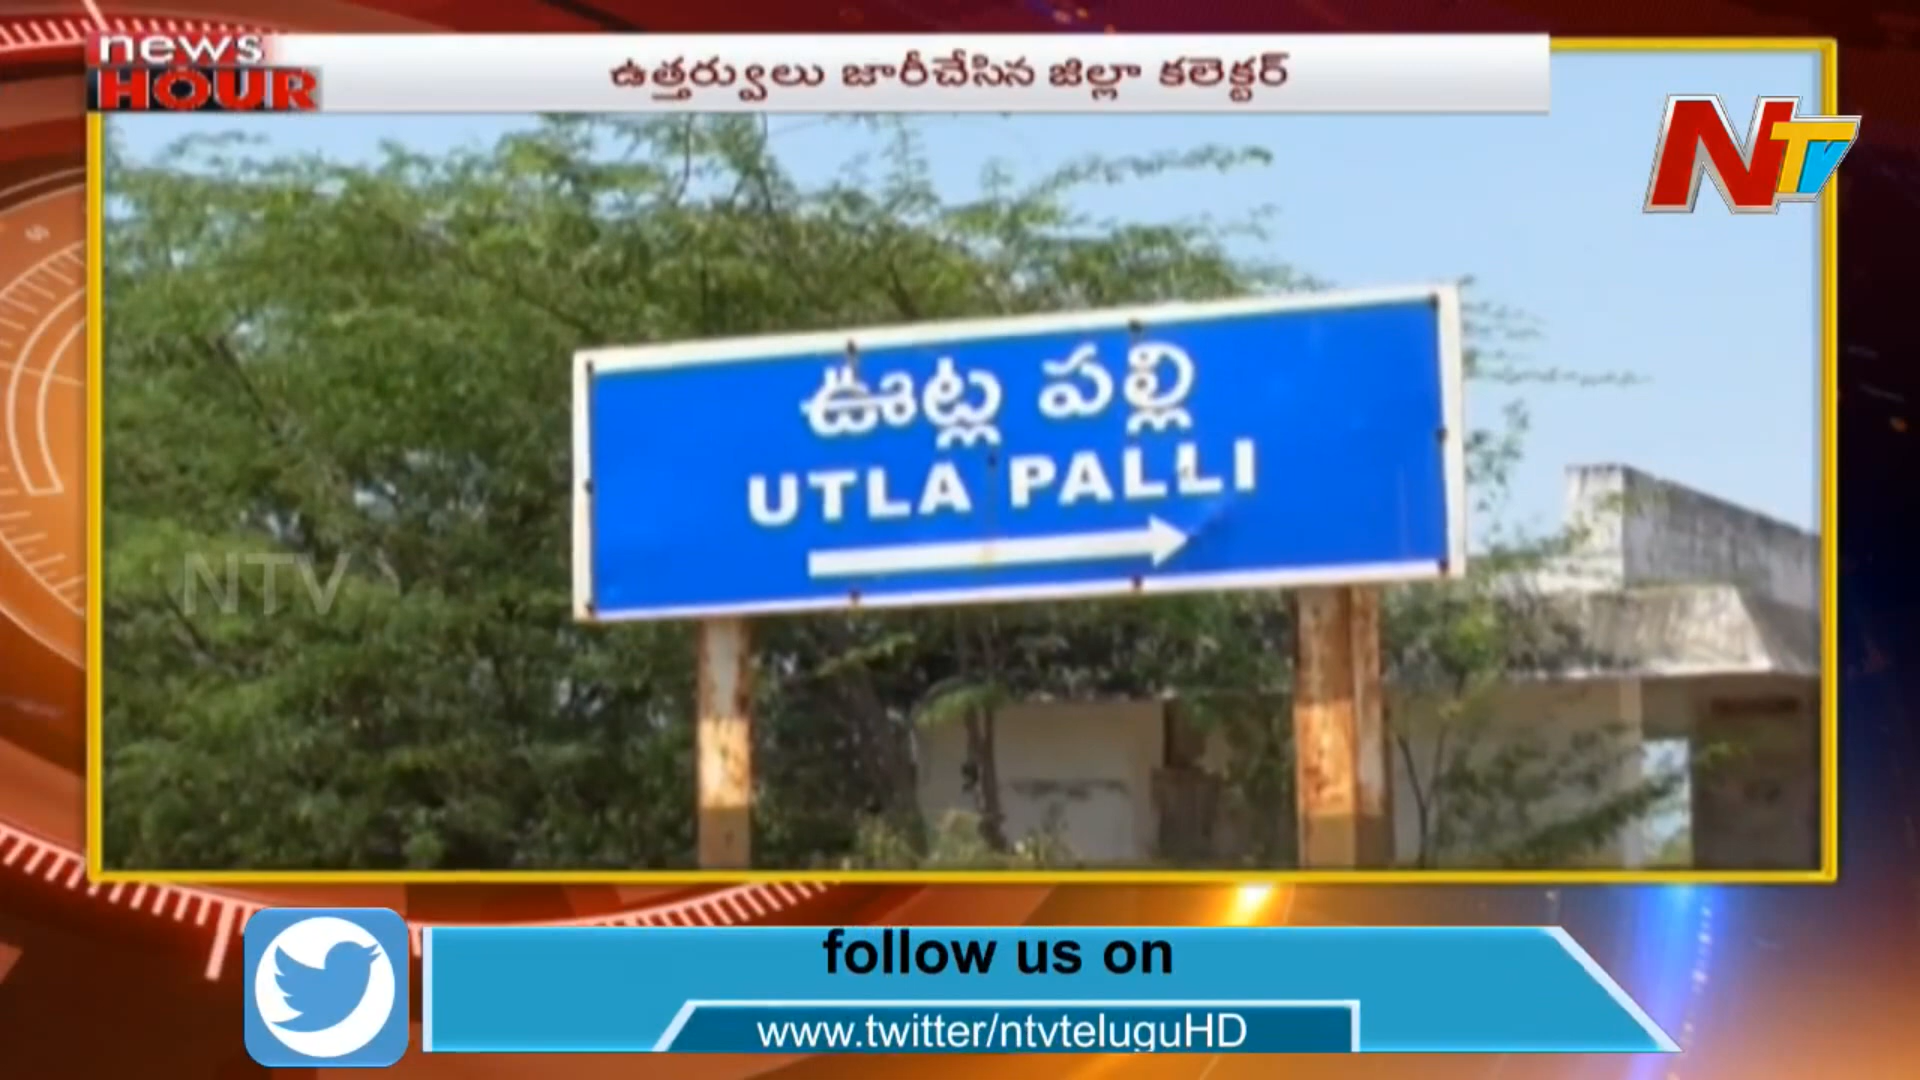 news
HOUR
ఉత్తర్వులు జారీచేసిన జిల్లా కలెక్టర్
NTV
ఊట్ల పల్లి
UTLA PALLI
NTV
follow us on
www.twitter/ntvteluguHD